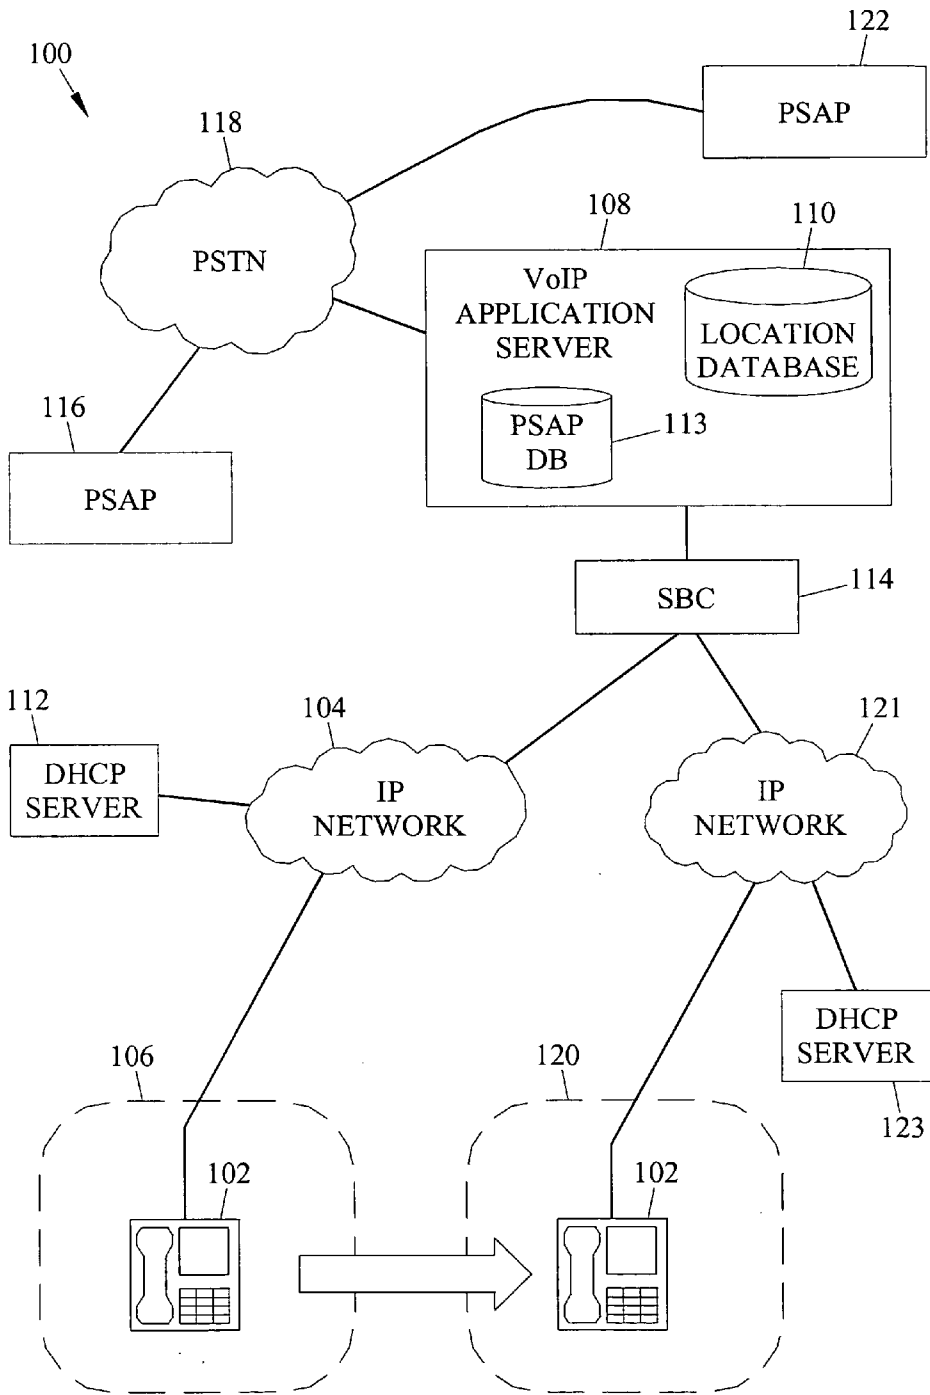 122
100
PSAP
118
108
110
PSTN
VoIP
APPLICATION
SERVER
LOCATION
DATABASE
116
PSAP
DB
113
PSAP
SBC
114
112
104
121
DHCP
SERVER
IP
NETWORK
IP
NETWORK
106
120
DHCP
SERVER
123
102
102